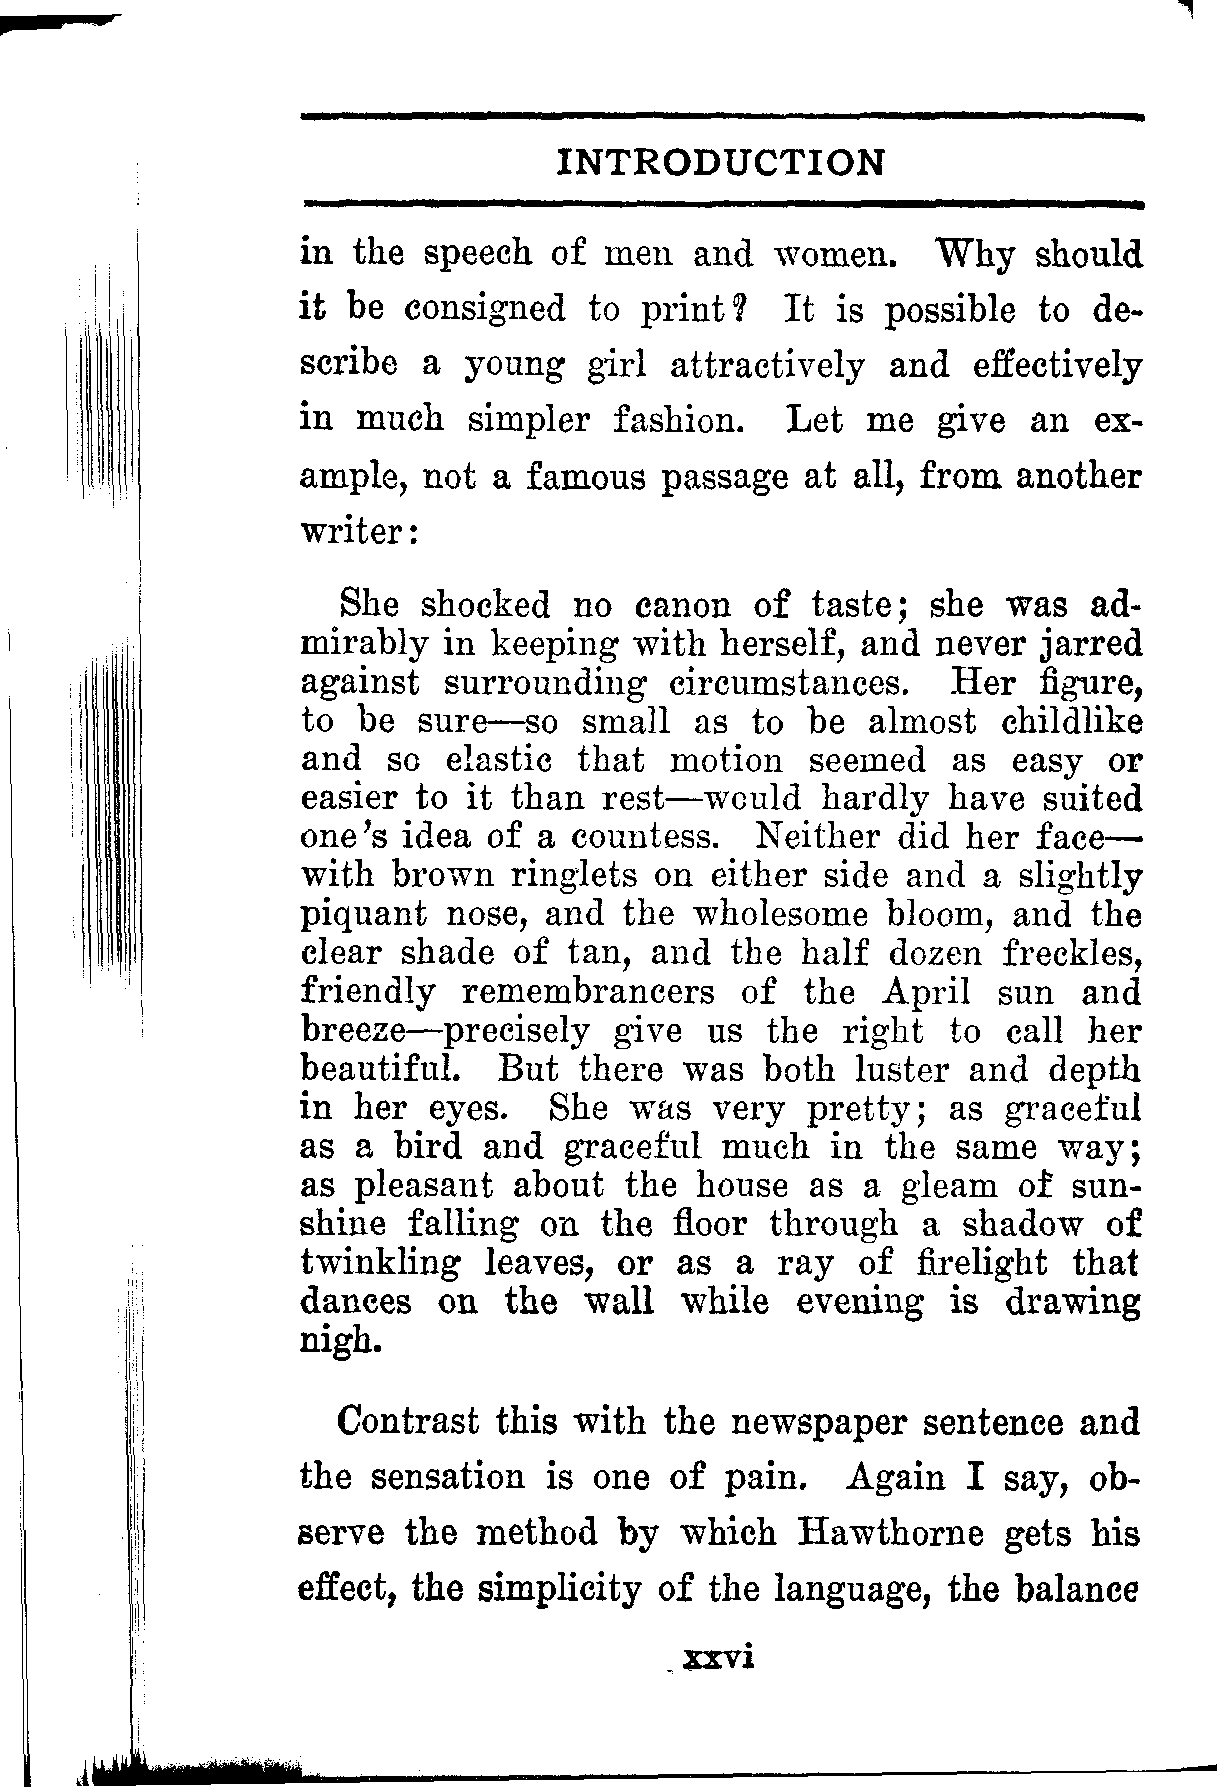 INTRODUCTION
in the speech of men and women. Why should
it be consigned to print? It is possible to de-
scribe a young girl attractively and effectively
in much simpler fashion. Let me give an ex-
ample, not a famous passage at all, from another
writer:
She shocked no canon of taste; she was ad-
mirably in keeping with herself, and never jarred
against surrounding circumstances. Her figure,
to be sure—so small as to be almost childlike
and so elastic that motion seemed as easy or
easier to it than rest—would hardly have suited
one's idea of a countess. Neither did her face—
with brown ringlets on either side and a slightly
piquant nose, and the wholesome bloom, and the
clear shade of tan, and the half dozen freckles,
friendly remembrancers of the April sun and
breeze—precisely give us the right to call her
beautiful. But there was both luster and depth
in her eyes. She was very pretty; as graceful
as a bird and graceful much in the same way;
as pleasant about the house as a gleam of sun-
shine falling on the floor through a shadow of
twinkling leaves, or as a ray of firelight that
dances on the wall while evening is drawing
nigh.
Contrast this with the newspaper sentence and
the sensation is one of pain. Again I say, ob-
serve the method by which Hawthorne gets his
effect, the simplicity of the language, the balance
xxvi